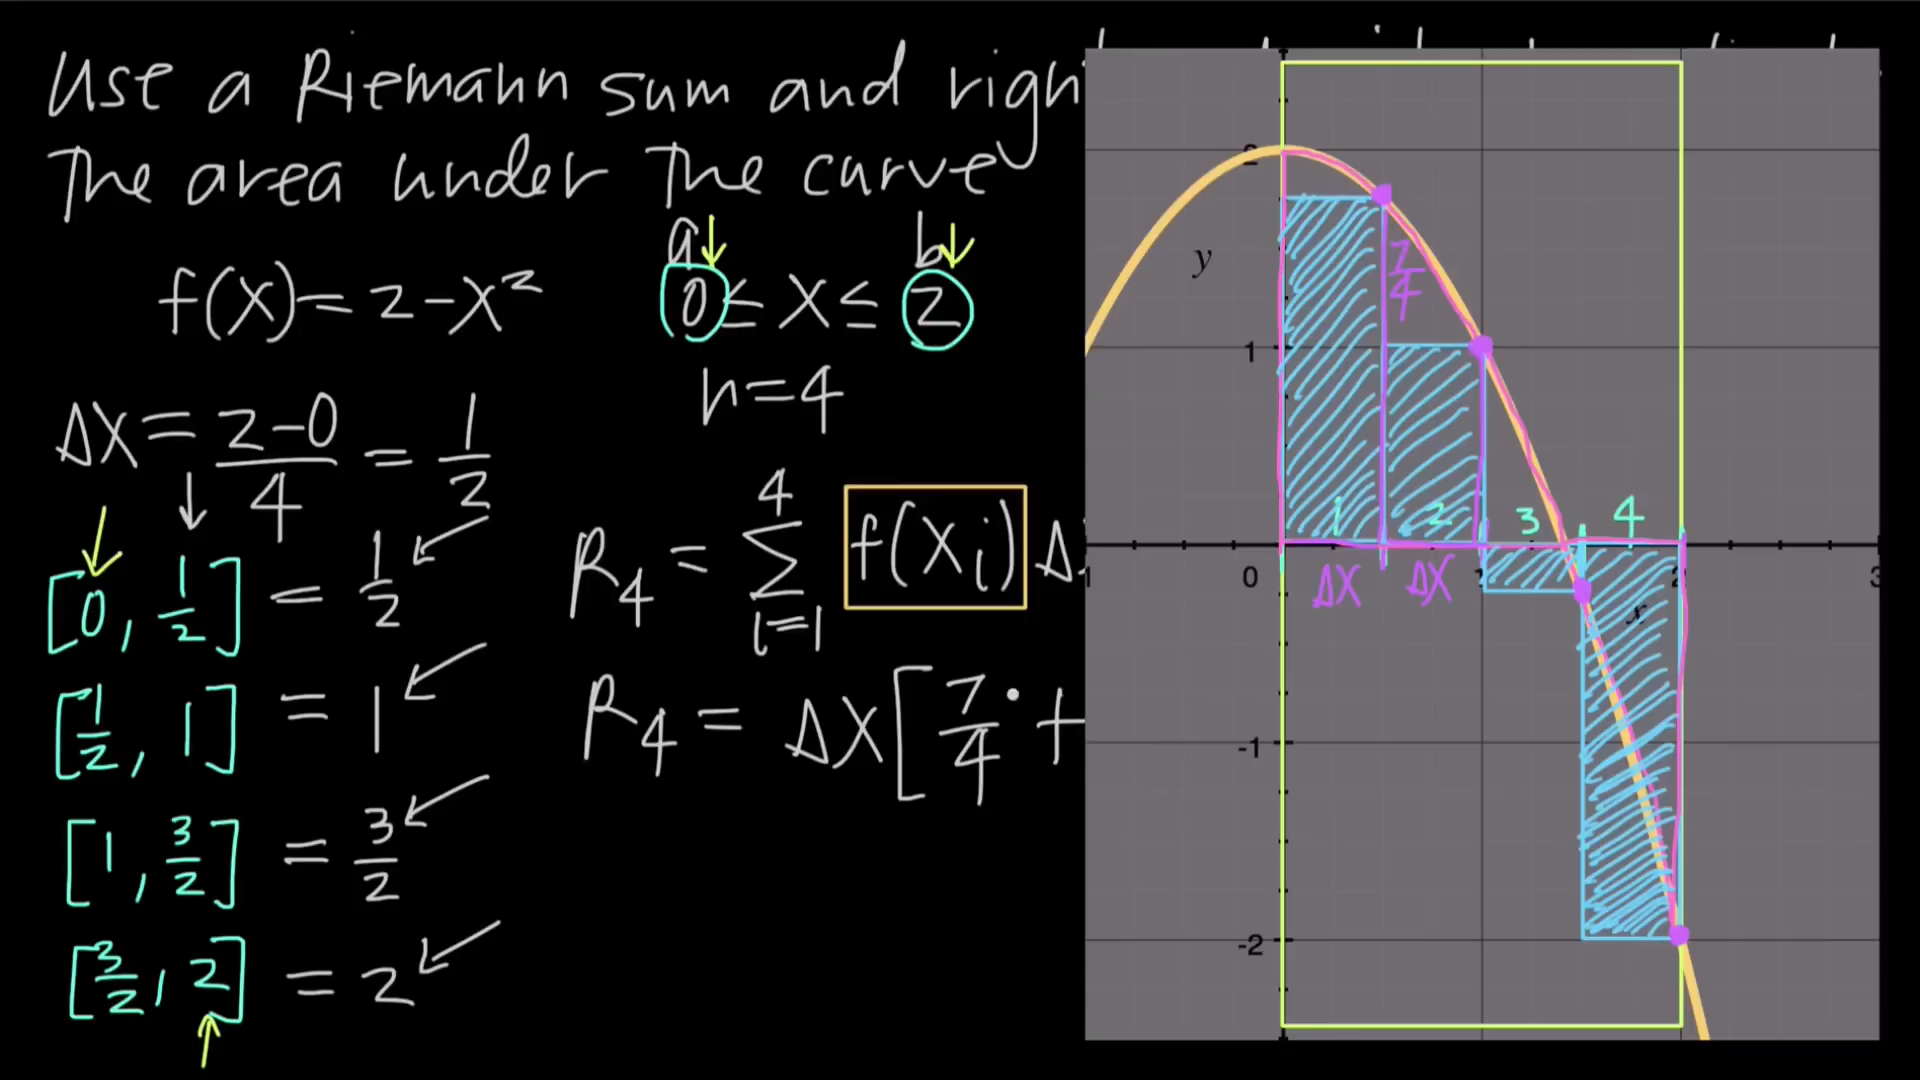 Use a Riemann sum and righ
The area under the curve
a b
f(x)=2-x² 0≤ x ≤ 2
n=4
Δx = 2-0/4 = 1/2
[0, 1/2] = 1/2
R₄ = 4 Σ i=1 f(xi) Δ
[1/2, 1] = 1
R₄ = Δx [7/4 +
[1, 3/2] = 3/2
[3/2, 2] = 2
2
y
7/4
1
1 2 3 4
0 1 2 3
Δx Δx
x
-1
-2